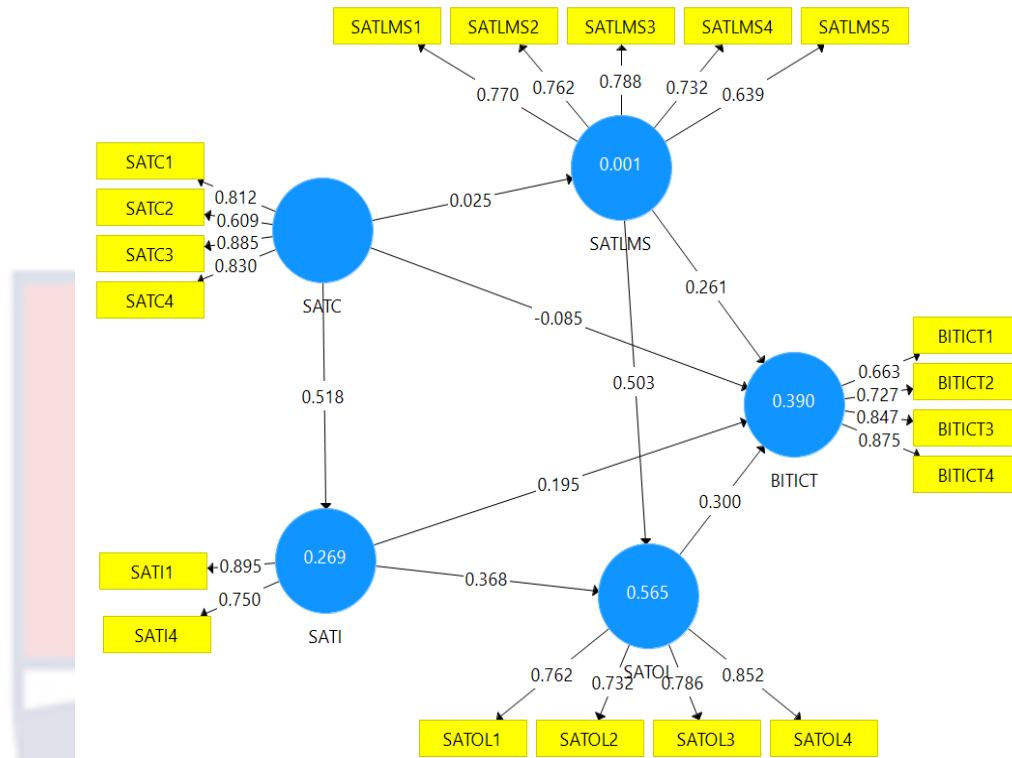 SATLMS1 SATLMS2 SATLMS3 SATLMS4 SATLMS5
0.770 0.762 0.788 0.732 0.639
SATC1
SATC2
SATC3
SATC4
0.812
0.609
0.885
0.830
SATC
0.001
SATLMS
0.025
0.261
-0.085
0.503
0.518
BITICT1
BITICT2
BITICT3
BITICT4
0.663
0.727
0.847
0.875
0.390
BITICT
0.195
0.300
SATI1
SATI4
0.895
0.750
0.269
SATI
0.368
0.565
SATOL
0.762 0.732 0.786 0.852
SATOL1 SATOL2 SATOL3 SATOL4